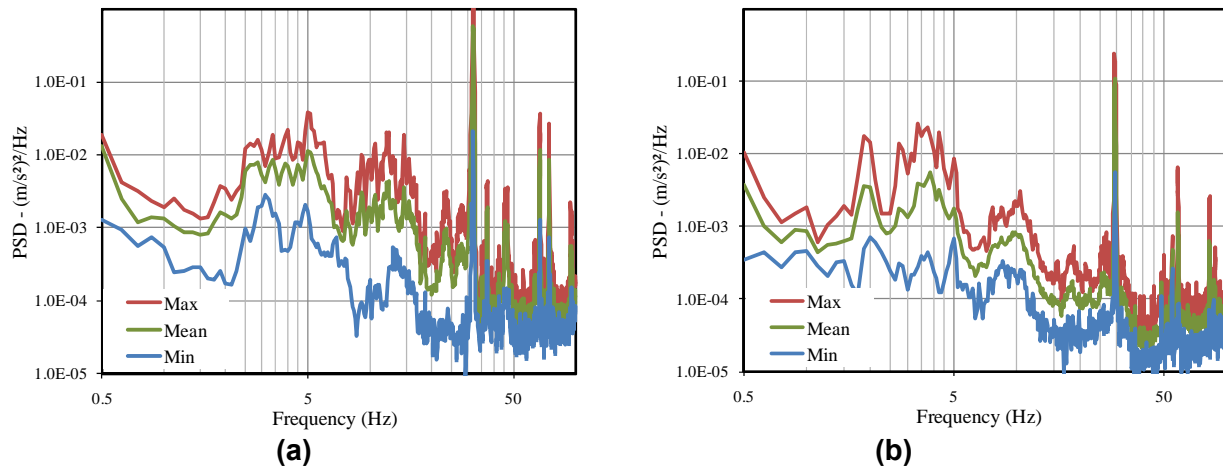 PSD - (m/s²)²/Hz
1.0E-01
1.0E-02
1.0E-03
1.0E-04
1.0E-05
Max
Mean
Min
0.5
5
50
Frequency (Hz)
(a)
PSD - (m/s²)²/Hz
1.0E-01
1.0E-02
1.0E-03
1.0E-04
1.0E-05
Max
Mean
Min
0.5
5
50
Frequency (Hz)
(b)